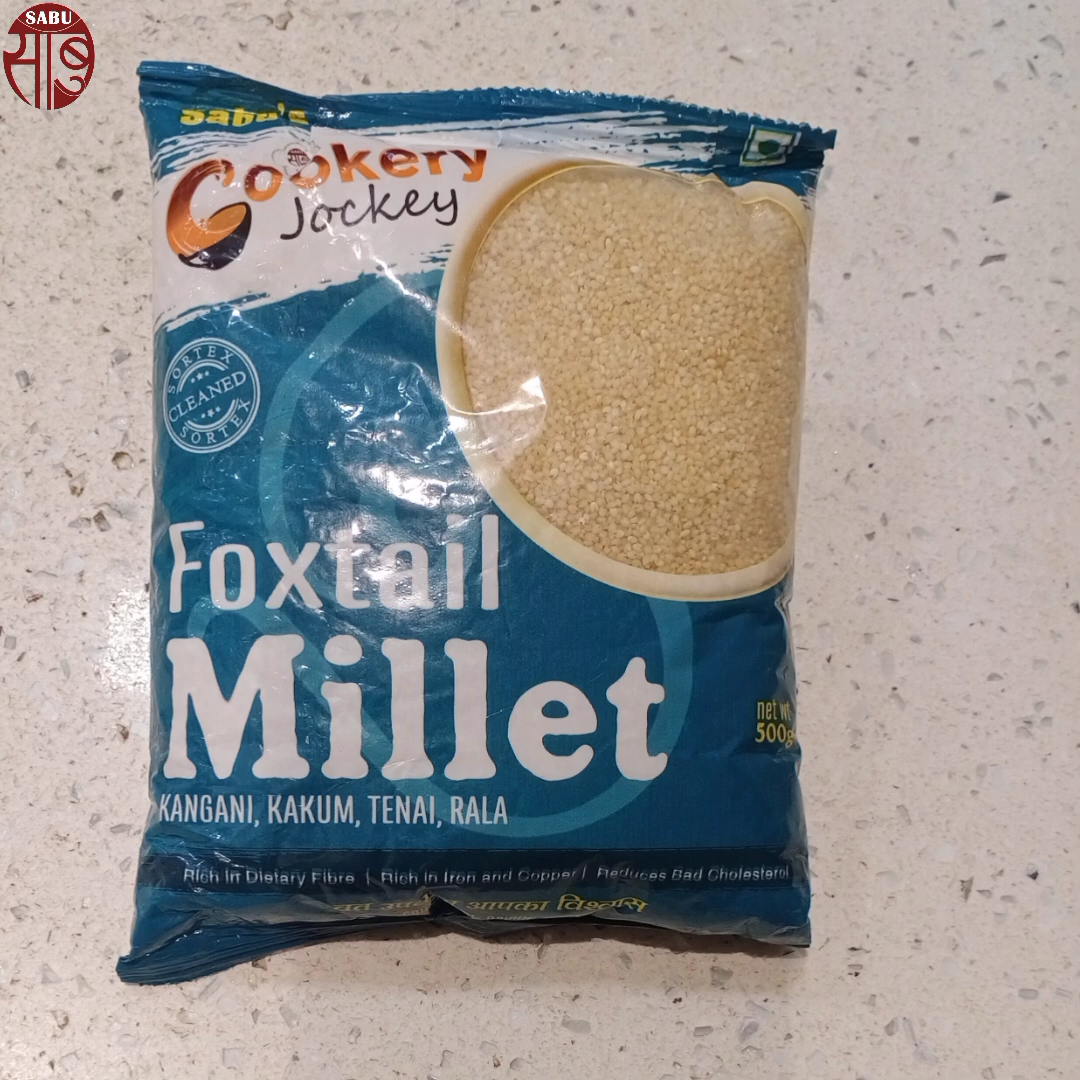 SABU
साबु
Sabu's
Cookery
Jockey
SORTEX
CLEANED
SORTEX
Foxtail
Millet
net wt
500g
KANGANI, KAKUM, TENAI, RALA
Rich in Dietary Fibre | Rich in Iron and Copper | Reduces Bad Cholesterol
आपका विश्वास